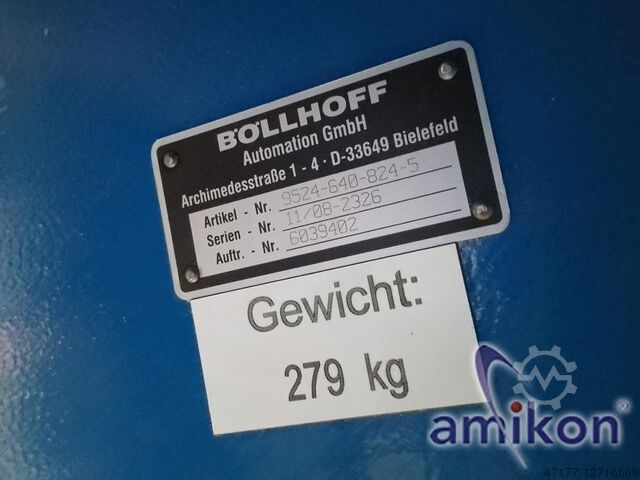 BÖLLHOFF
Automation GmbH
Archimedesstraße 1 - 4 · D-33649 Bielefeld
Artikel - Nr. 9524-640-824-5
Serien - Nr. 11/08-2326
Auftr. - Nr. 6039402
Gewicht:
279 kg
amikon
47177-12716660